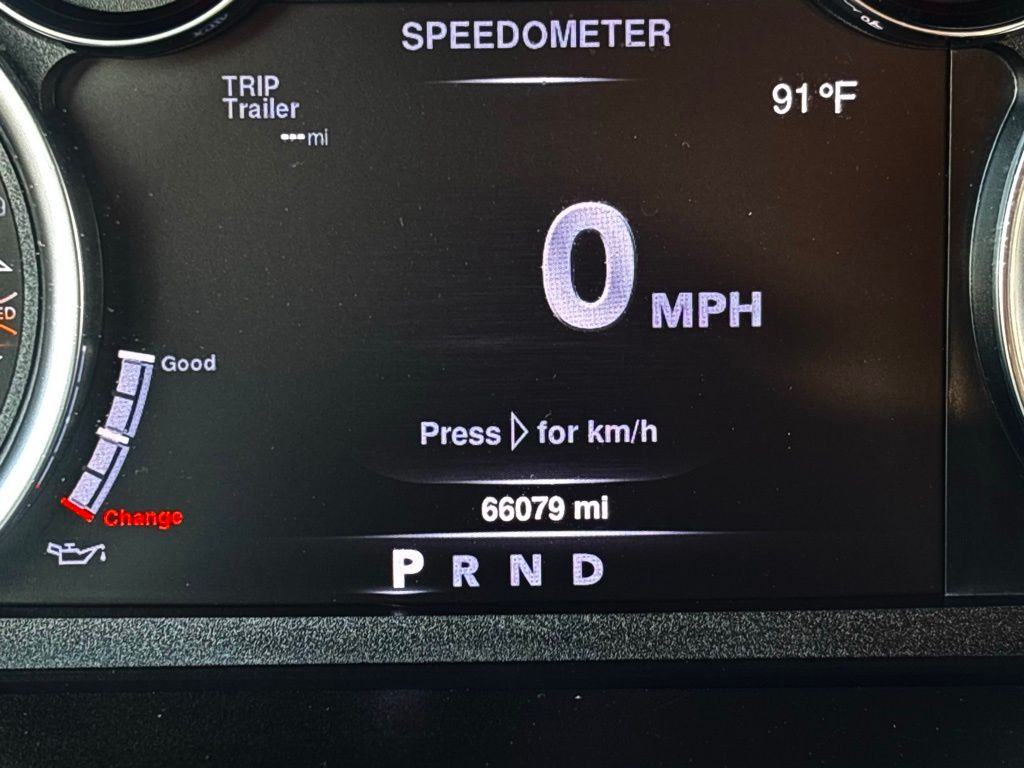 SPEEDOMETER
TRIP
Trailer
--- mi
91°F
0 MPH
Good
Press ▷ for km/h
Change
66079 mi
P R N D